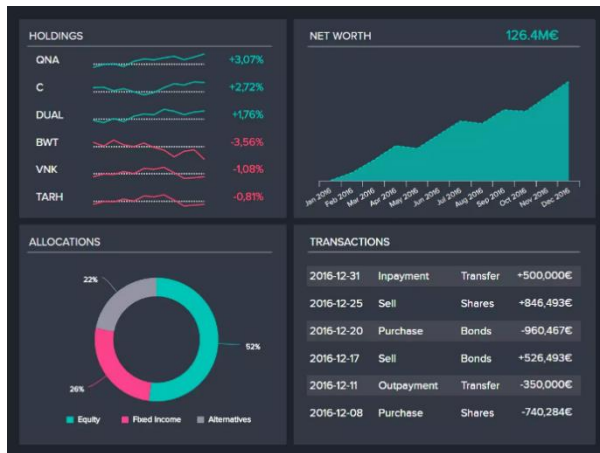 HOLDINGS
QNA +3,07%
C +2,72%
DUAL +1,76%
BWT -3,56%
VNK -1,08%
TARH -0,81%
NET WORTH 126.4M€
Jan 2016 Feb 2016 Mar 2016 Apr 2016 May 2016 Jun 2016 Jul 2016 Aug 2016 Sep 2016 Oct 2016 Nov 2016 Dec 2016
ALLOCATIONS
22%
52%
26%
Equity Fixed Income Alternatives
TRANSACTIONS
2016-12-31 Inpayment Transfer +500,000€
2016-12-25 Sell Shares +846,493€
2016-12-20 Purchase Bonds -960,467€
2016-12-17 Sell Bonds +526,493€
2016-12-11 Outpayment Transfer -350,000€
2016-12-08 Purchase Shares -740,284€